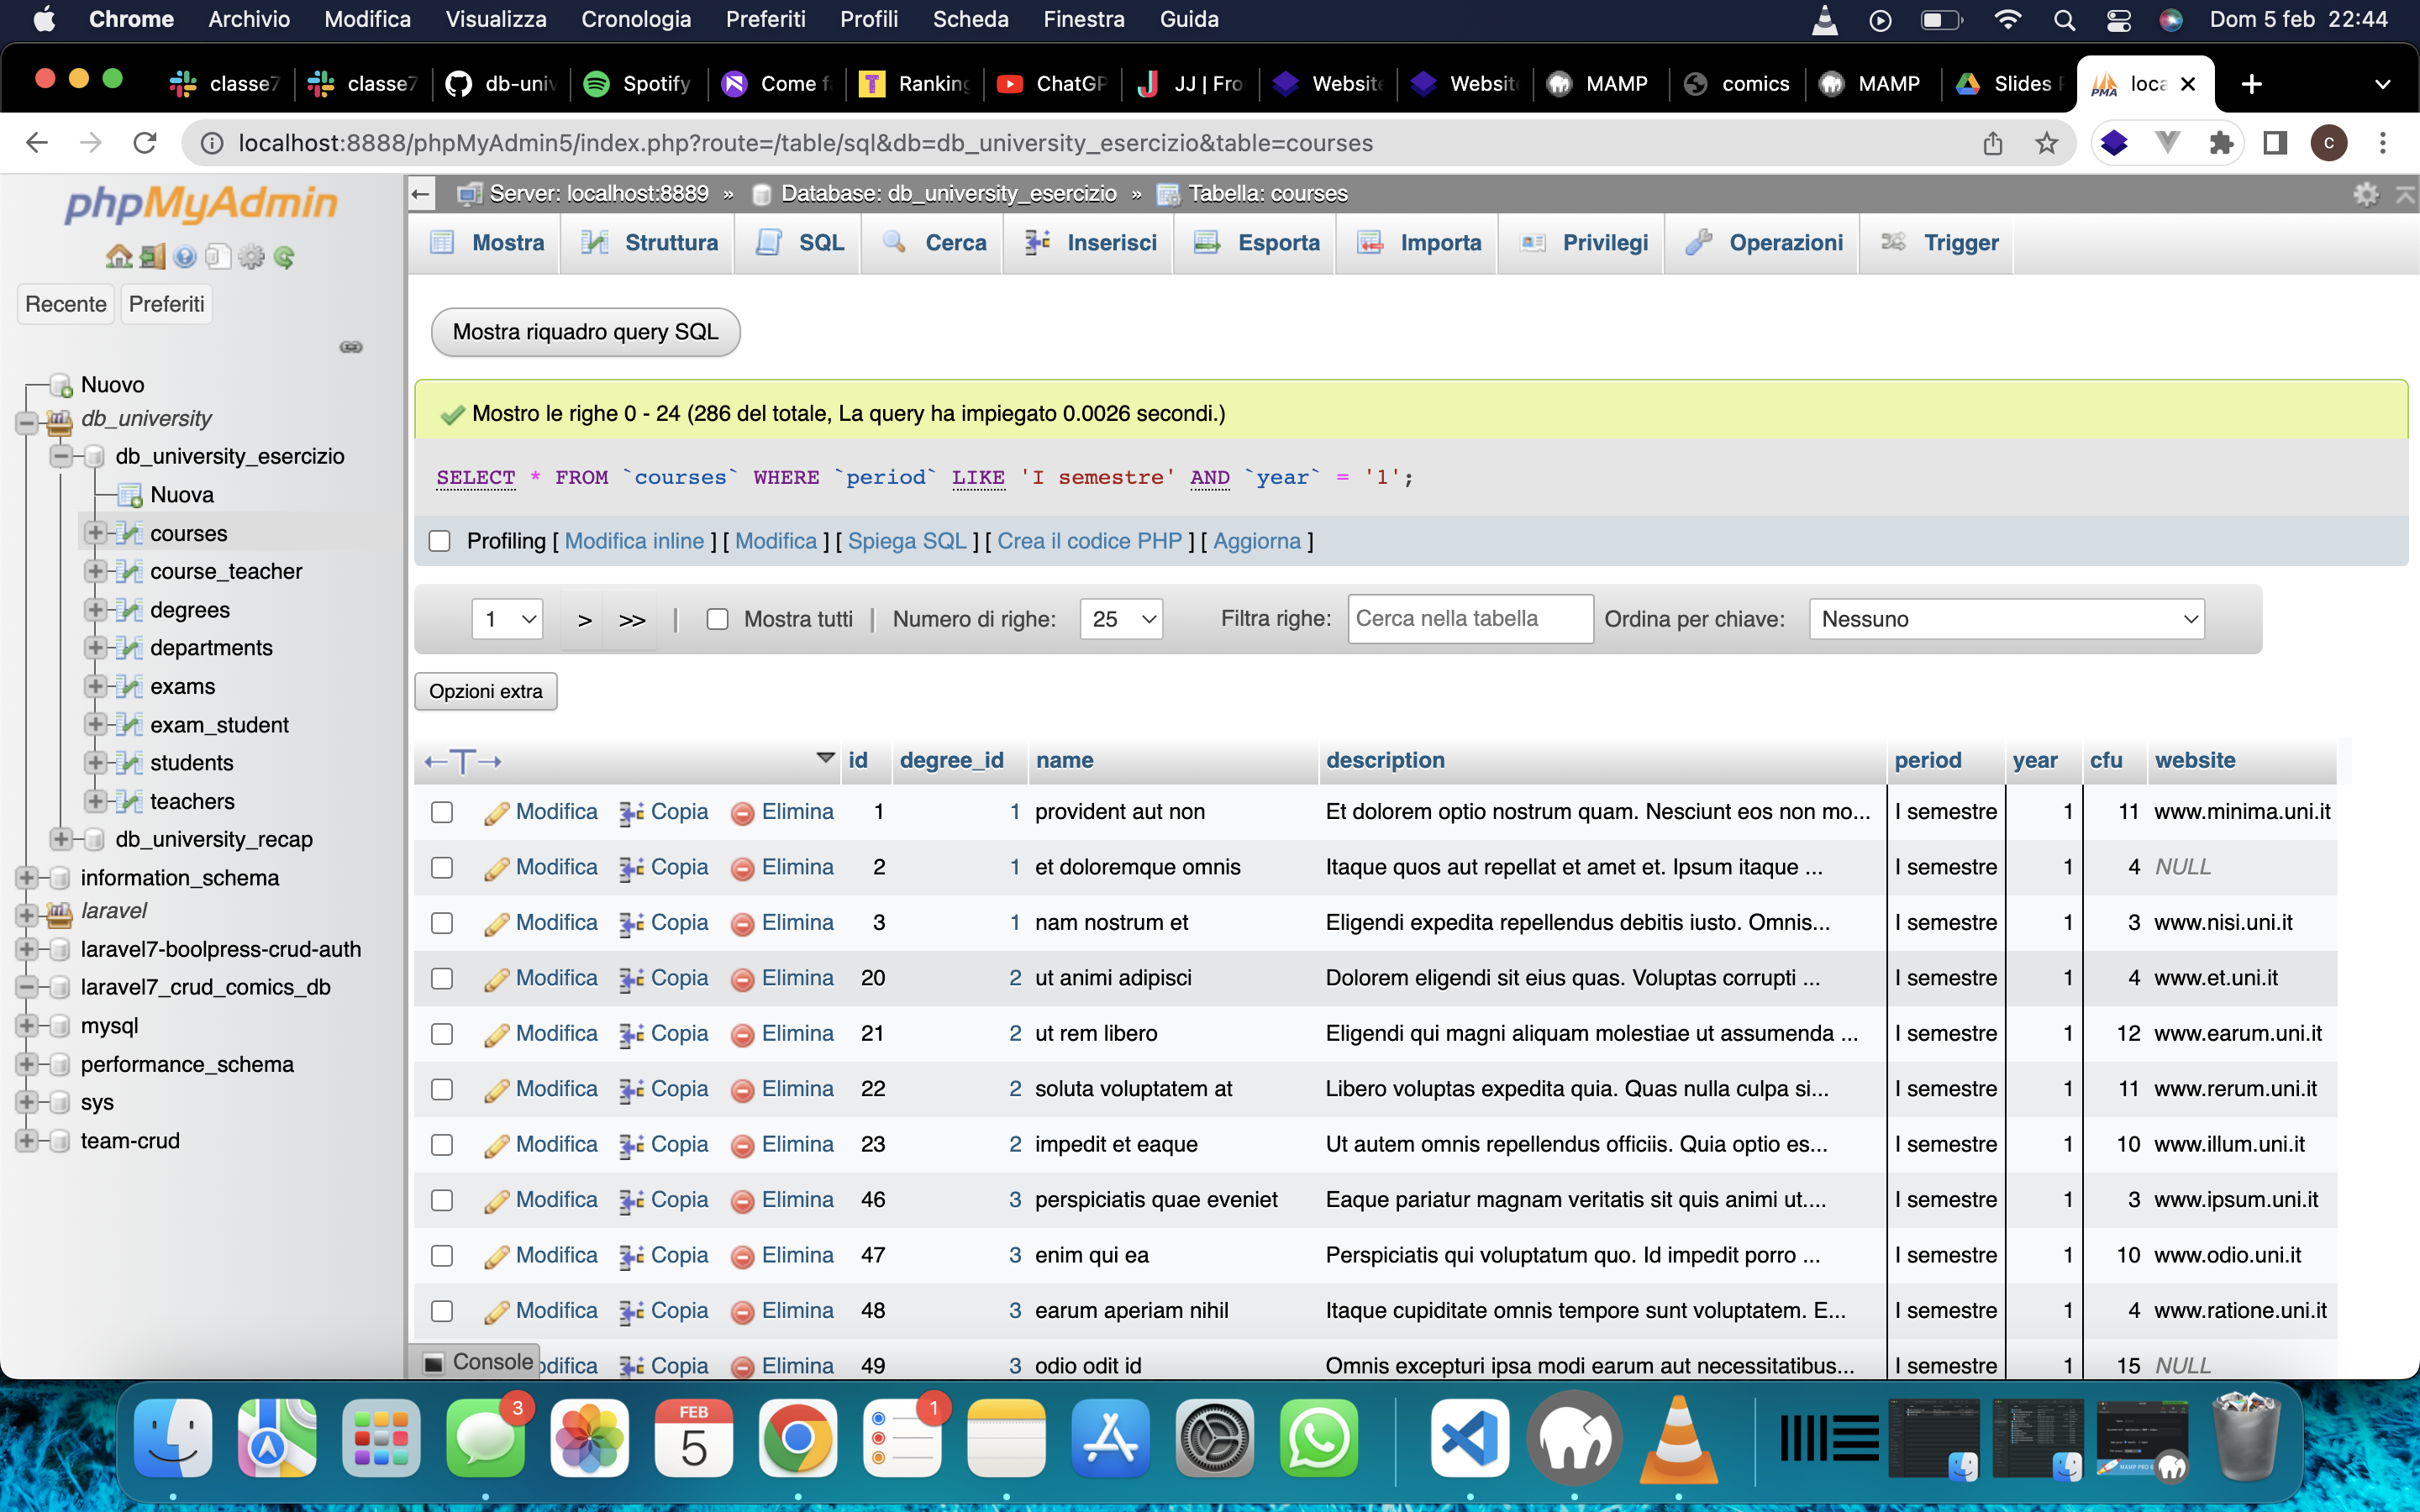 Chrome Archivio Modifica Visualizza Cronologia Preferiti Profili Scheda Finestra Guida Dom 5 feb 22:44
classe7 classe7 db-univ Spotify Come f Ranking ChatGP JJ | Fro Website Website MAMP comics MAMP Slides loca
localhost:8888/phpMyAdmin5/index.php?route=/table/sql&db=db_university_esercizio&table=courses c
phpMyAdmin
Recente Preferiti
Nuovo
db_university
db_university_esercizio
Nuova
courses
course_teacher
degrees
departments
exams
exam_student
students
teachers
db_university_recap
information_schema
laravel
laravel7-boolpress-crud-auth
laravel7_crud_comics_db
mysql
performance_schema
sys
team-crud
Server: localhost:8889 » Database: db_university_esercizio » Tabella: courses
Mostra Struttura SQL Cerca Inserisci Esporta Importa Privilegi Operazioni Trigger
Mostra riquadro query SQL
Mostro le righe 0 - 24 (286 del totale, La query ha impiegato 0.0026 secondi.)
SELECT * FROM `courses` WHERE `period` LIKE 'I semestre' AND `year` = '1';
Profiling [ Modifica inline ] [ Modifica ] [ Spiega SQL ] [ Crea il codice PHP ] [ Aggiorna ]
1 > >> | Mostra tutti | Numero di righe: 25 Filtra righe: Cerca nella tabella Ordina per chiave: Nessuno
Opzioni extra
←T→ id degree_id name description period year cfu website
Modifica Copia Elimina 1 1 provident aut non Et dolorem optio nostrum quam. Nesciunt eos non mo... I semestre 1 11 www.minima.uni.it
Modifica Copia Elimina 2 1 et doloremque omnis Itaque quos aut repellat et amet et. Ipsum itaque ... I semestre 1 4 NULL
Modifica Copia Elimina 3 1 nam nostrum et Eligendi expedita repellendus debitis iusto. Omnis... I semestre 1 3 www.nisi.uni.it
Modifica Copia Elimina 20 2 ut animi adipisci Dolorem eligendi sit eius quas. Voluptas corrupti ... I semestre 1 4 www.et.uni.it
Modifica Copia Elimina 21 2 ut rem libero Eligendi qui magni aliquam molestiae ut assumenda ... I semestre 1 12 www.earum.uni.it
Modifica Copia Elimina 22 2 soluta voluptatem at Libero voluptas expedita quia. Quas nulla culpa si... I semestre 1 11 www.rerum.uni.it
Modifica Copia Elimina 23 2 impedit et eaque Ut autem omnis repellendus officiis. Quia optio es... I semestre 1 10 www.illum.uni.it
Modifica Copia Elimina 46 3 perspiciatis quae eveniet Eaque pariatur magnam veritatis sit quis animi ut.... I semestre 1 3 www.ipsum.uni.it
Modifica Copia Elimina 47 3 enim qui ea Perspiciatis qui voluptatum quo. Id impedit porro ... I semestre 1 10 www.odio.uni.it
Modifica Copia Elimina 48 3 earum aperiam nihil Itaque cupiditate omnis tempore sunt voluptatem. E... I semestre 1 4 www.ratione.uni.it
Console odifica Copia Elimina 49 3 odio odit id Omnis excepturi ipsa modi earum aut necessitatibus... I semestre 1 15 NULL
3 FEB 5 1